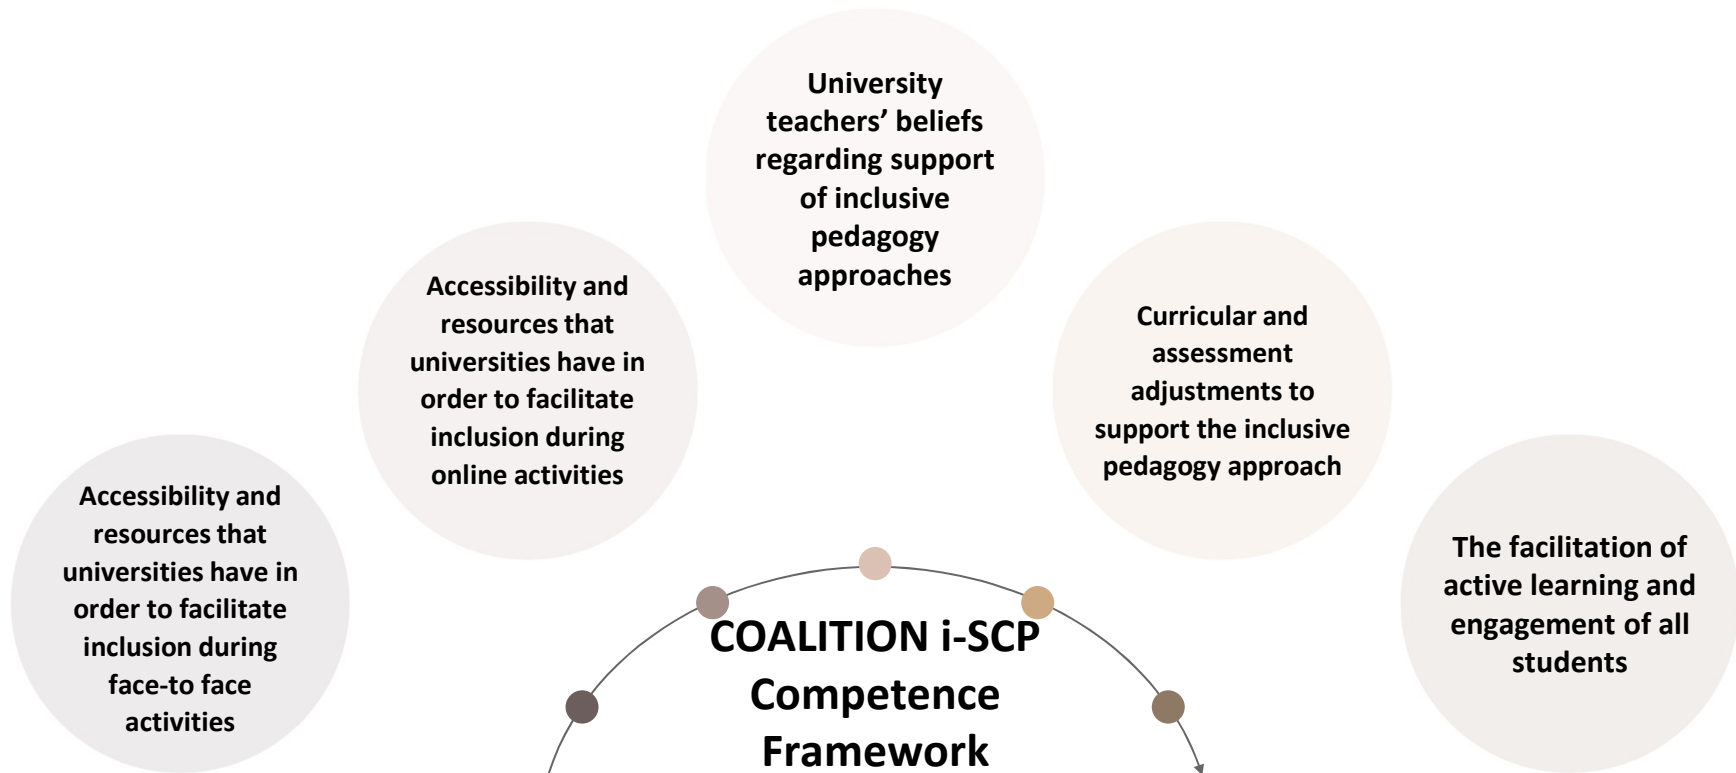 Accessibility and
resources that
universities have in
order to facilitate
inclusion during
face-to face
activities
Accessibility and
resources that
universities have in
order to facilitate
inclusion during
online activities
University
teachers’ beliefs
regarding support
of inclusive
pedagogy
approaches
Curricular and
assessment
adjustments to
support the inclusive
pedagogy approach
The facilitation of
active learning and
engagement of all
students
COALITION i-SCP
Competence
Framework